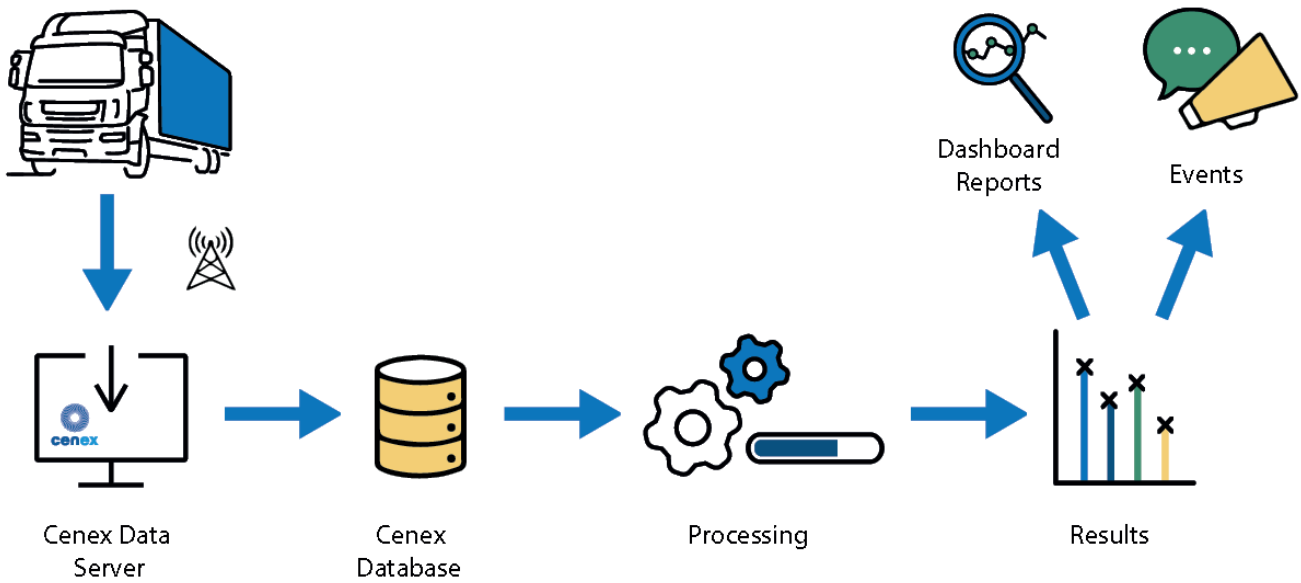 Dashboard
Reports
Events
cenex
Cenex Data
Server
Cenex
Database
Processing
Results